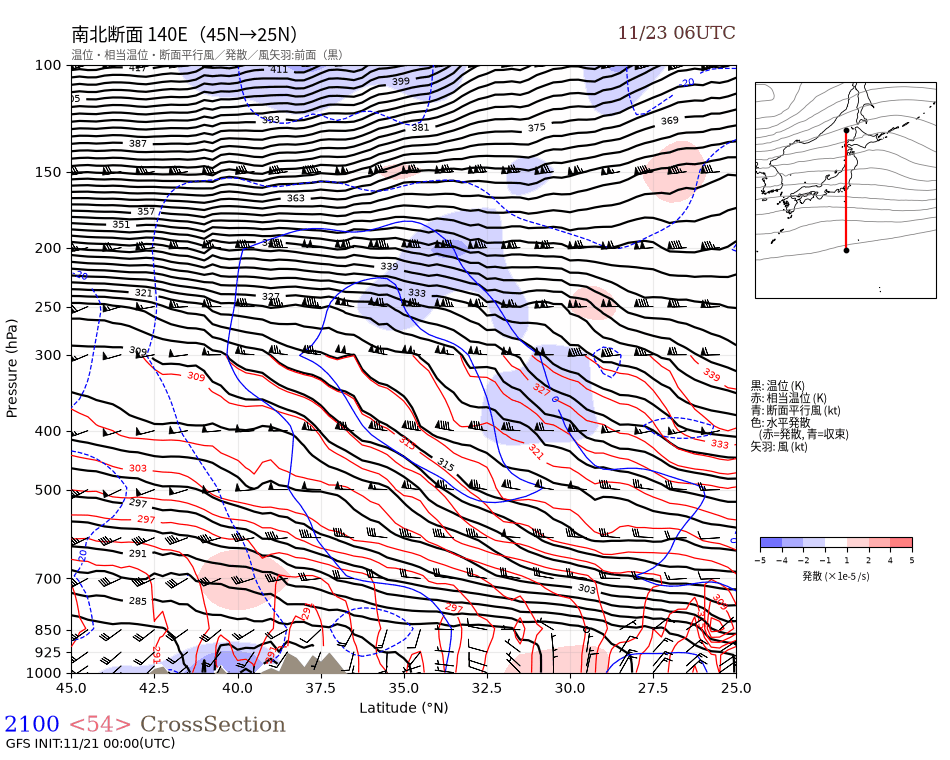 南北断面 140E（45N→25N）
11/23 06UTC
温位・相当温位・断面平行風／発散／風矢羽:前面（黒）
100
150
200
250
300
400
500
700
850
925
1000
Pressure (hPa)
45.0 42.5 40.0 37.5 35.0 32.5 30.0 27.5 25.0
Latitude (°N)
411
399
393
381
375
369
387
363
357
351
339
333
327
321
309
309
339
327
333
321
315
315
303
297
297
291
285
303
297
黒: 温位 (K)
赤: 相当温位 (K)
青: 断面平行風 (kt)
色: 水平発散
(赤=発散, 青=収束)
矢羽: 風 (kt)
−5 −4 −2 −1 1 2 4 5
発散 (×1e-5 /s)
2100 <54> CrossSection
GFS INIT:11/21 00:00(UTC)